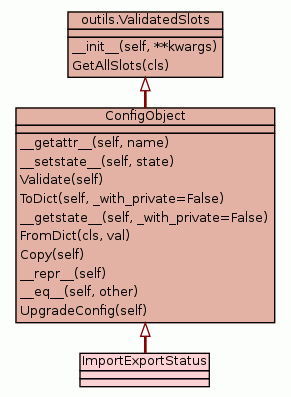 outils.ValidatedSlots
__init__(self, **kwargs)
GetAllSlots(cls)
ConfigObject
__getattr__(self, name)
__setstate__(self, state)
Validate(self)
ToDict(self, _with_private=False)
__getstate__(self, _with_private=False)
FromDict(cls, val)
Copy(self)
__repr__(self)
__eq__(self, other)
UpgradeConfig(self)
ImportExportStatus